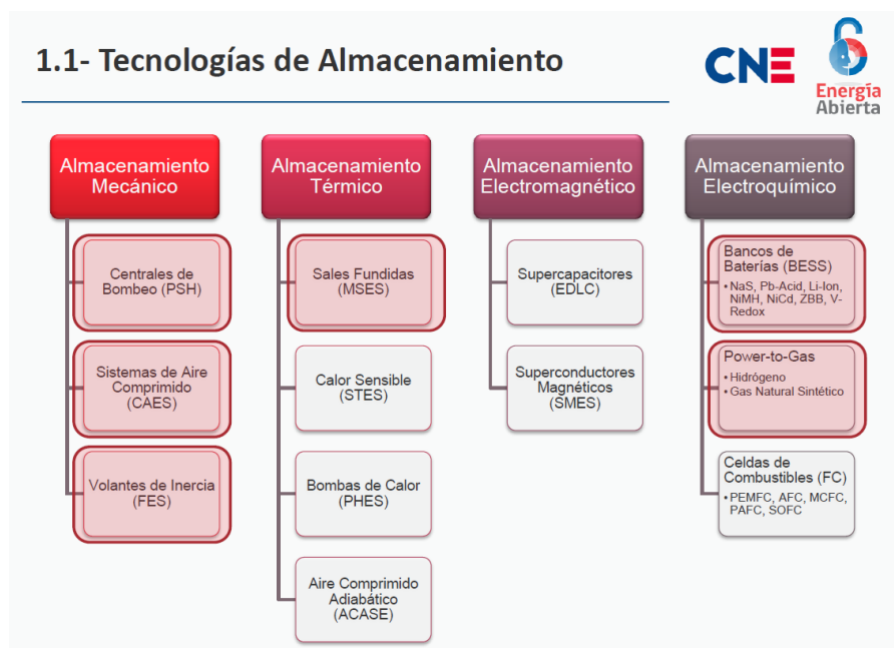 1.1- Tecnologías de Almacenamiento
CNE
Energía
Abierta
Almacenamiento
Mecánico
Centrales de
Bombeo (PSH)
Sistemas de Aire
Comprimido
(CAES)
Volantes de Inercia
(FES)
Almacenamiento
Térmico
Sales Fundidas
(MSES)
Calor Sensible
(STES)
Bombas de Calor
(PHES)
Aire Comprimido
Adiabático
(ACASE)
Almacenamiento
Electromagnético
Supercapacitores
(EDLC)
Superconductores
Magnéticos
(SMES)
Almacenamiento
Electroquímico
Bancos de
Baterías (BESS)
• NaS, Pb-Acid, Li-Ion,
NiMH, NiCd, ZBB, V-
Redox
Power-to-Gas
• Hidrógeno
• Gas Natural Sintético
Celdas de
Combustibles (FC)
• PEMFC, AFC, MCFC,
PAFC, SOFC